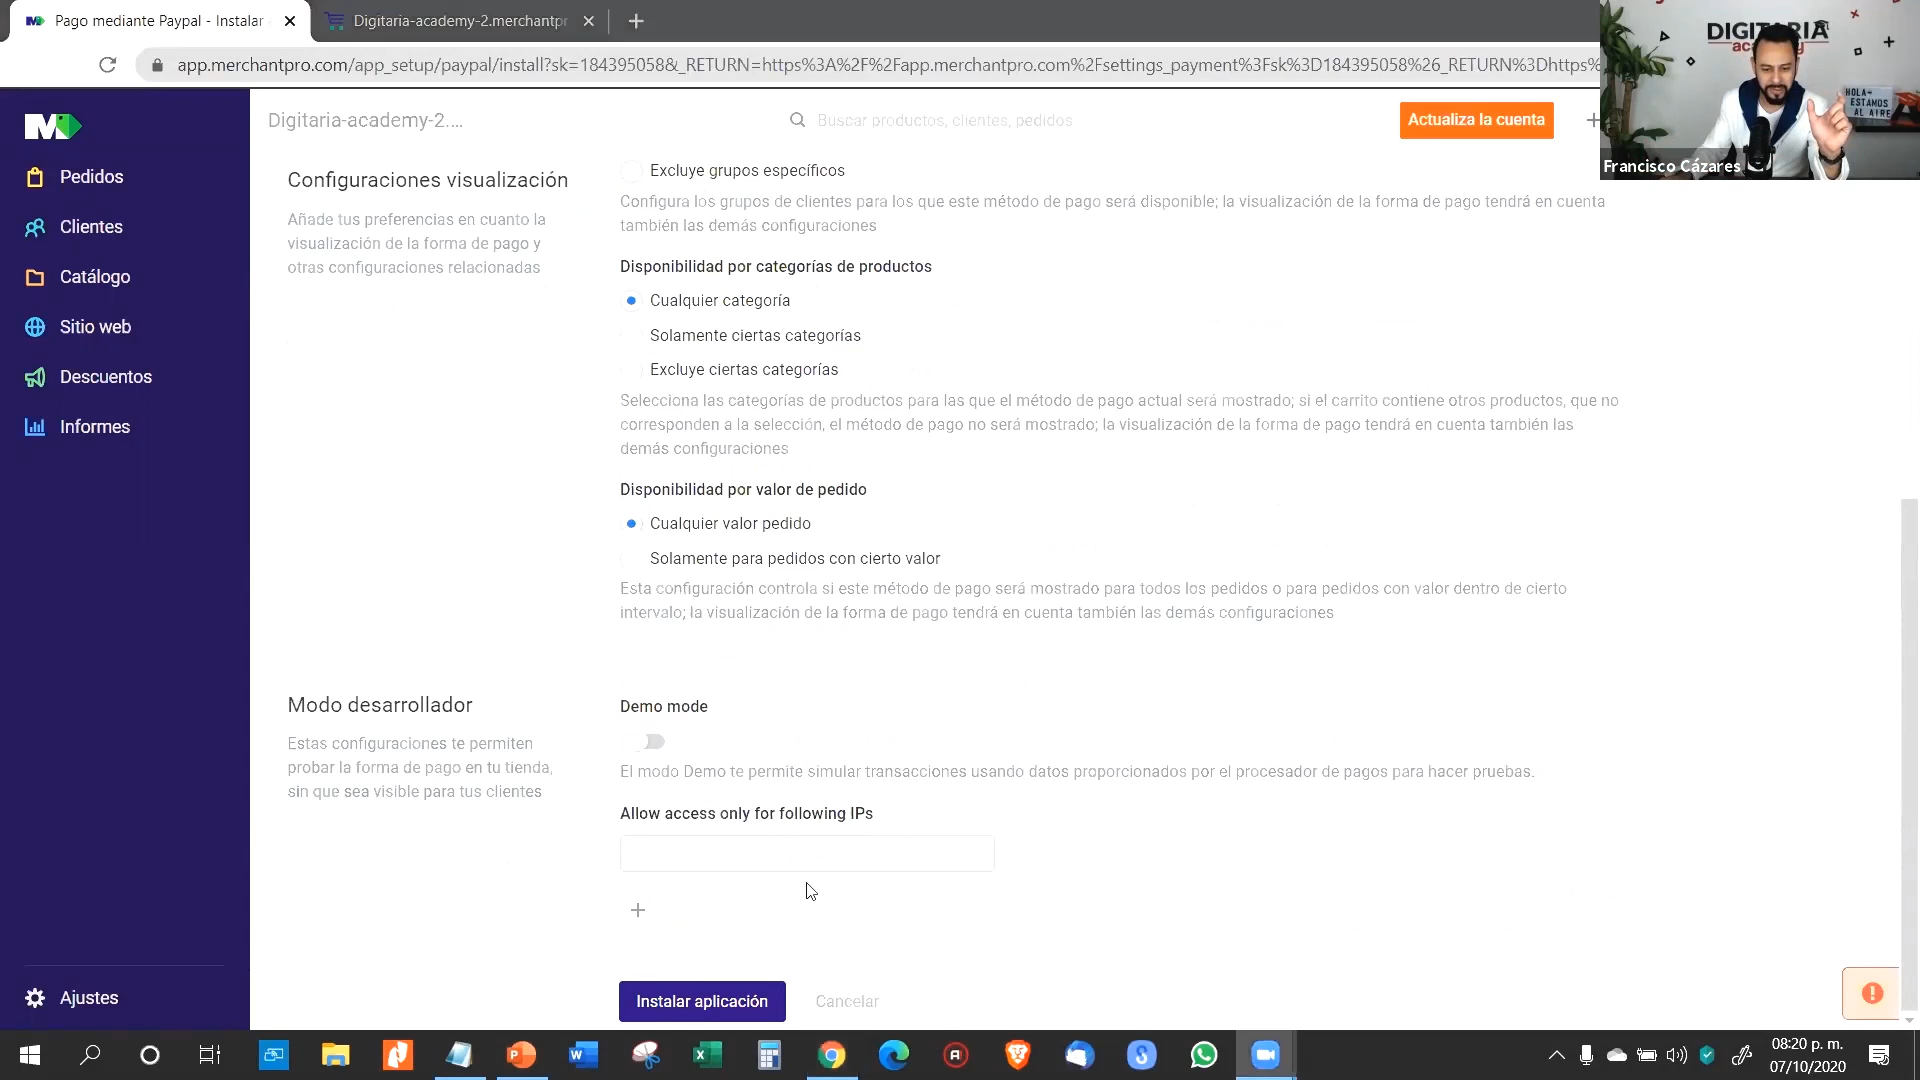 Pago mediante Paypal - Instalar
Digitaria-academy-2.merchantpr
app.merchantpro.com/app_setup/paypal/install?sk=184395058&_RETURN=https%3A%2F%2Fapp.merchantpro.com%2Fsettings_payment%3Fsk%3D184395058%26_RETURN%3Dhttps%
DIGITARIA
academy
HOLA
ESTAMOS
AL AIRE
Francisco Cázares
Digitaria-academy-2....
Buscar productos, clientes, pedidos
Actualiza la cuenta
Pedidos
Clientes
Catálogo
Sitio web
Descuentos
Informes
Ajustes
Configuraciones visualización
Añade tus preferencias en cuanto la
visualización de la forma de pago y
otras configuraciones relacionadas
Excluye grupos específicos
Configura los grupos de clientes para los que este método de pago será disponible; la visualización de la forma de pago tendrá en cuenta
también las demás configuraciones
Disponibilidad por categorías de productos
Cualquier categoría
Solamente ciertas categorías
Excluye ciertas categorías
Selecciona las categorías de productos para las que el método de pago actual será mostrado; si el carrito contiene otros productos, que no
corresponden a la selección, el método de pago no será mostrado; la visualización de la forma de pago tendrá en cuenta también las
demás configuraciones
Disponibilidad por valor de pedido
Cualquier valor pedido
Solamente para pedidos con cierto valor
Esta configuración controla si este método de pago será mostrado para todos los pedidos o para pedidos con valor dentro de cierto
intervalo; la visualización de la forma de pago tendrá en cuenta también las demás configuraciones
Modo desarrollador
Estas configuraciones te permiten
probar la forma de pago en tu tienda,
sin que sea visible para tus clientes
Demo mode
El modo Demo te permite simular transacciones usando datos proporcionados por el procesador de pagos para hacer pruebas.
Allow access only for following IPs
Instalar aplicación
Cancelar
08:20 p. m.
07/10/2020